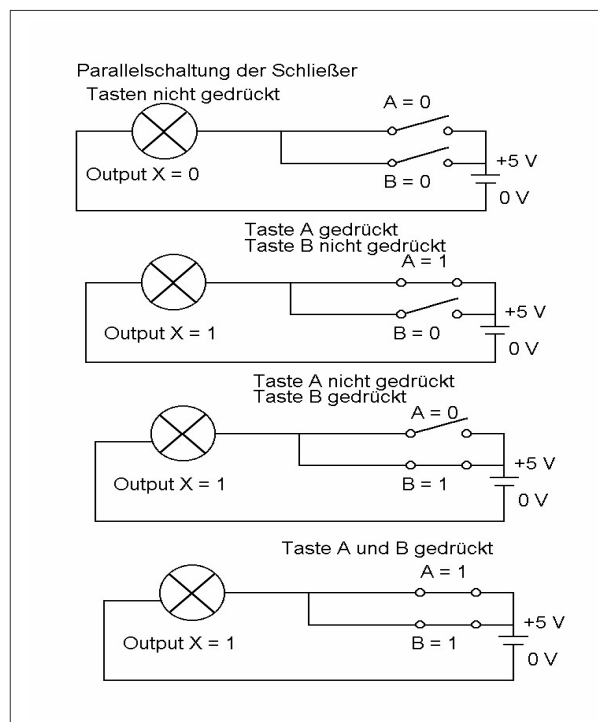 Parallelschaltung der Schließer
Tasten nicht gedrückt
A = 0
B = 0
+5 V
0 V
Output X = 0
Taste A gedrückt
Taste B nicht gedrückt
A = 1
B = 0
+5 V
0 V
Output X = 1
Taste A nicht gedrückt
Taste B gedrückt
A = 0
B = 1
+5 V
0 V
Output X = 1
Taste A und B gedrückt
A = 1
B = 1
+5 V
0 V
Output X = 1